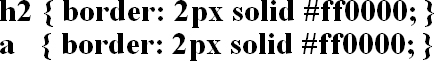 h2 { border: 2px solid #ff0000; }
a { border: 2px solid #ff0000; }